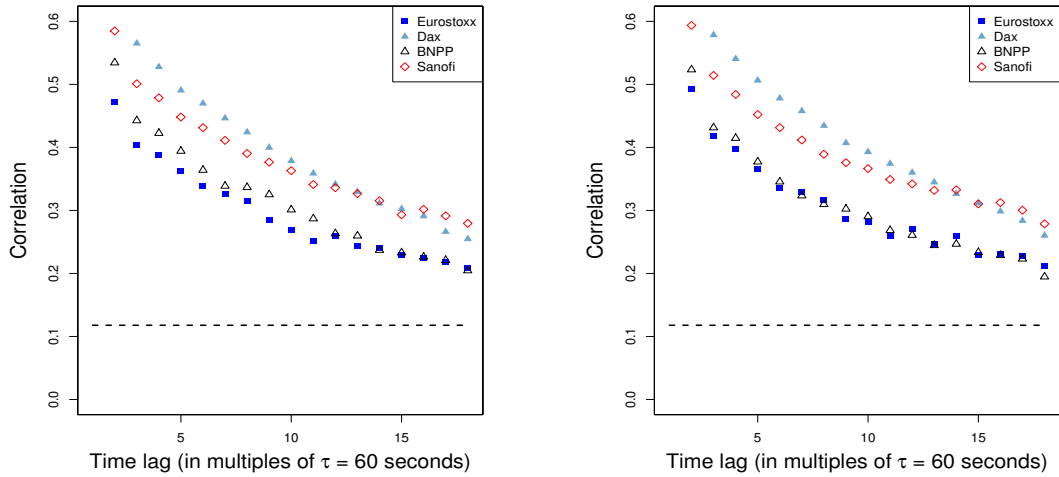 0.6
0.5
0.4
0.3
0.2
0.1
0.0
Correlation
Eurostoxx
Dax
BNPP
Sanofi
5
10
15
Time lag (in multiples of τ = 60 seconds)
0.6
0.5
0.4
0.3
0.2
0.1
0.0
Correlation
Eurostoxx
Dax
BNPP
Sanofi
5
10
15
Time lag (in multiples of τ = 60 seconds)